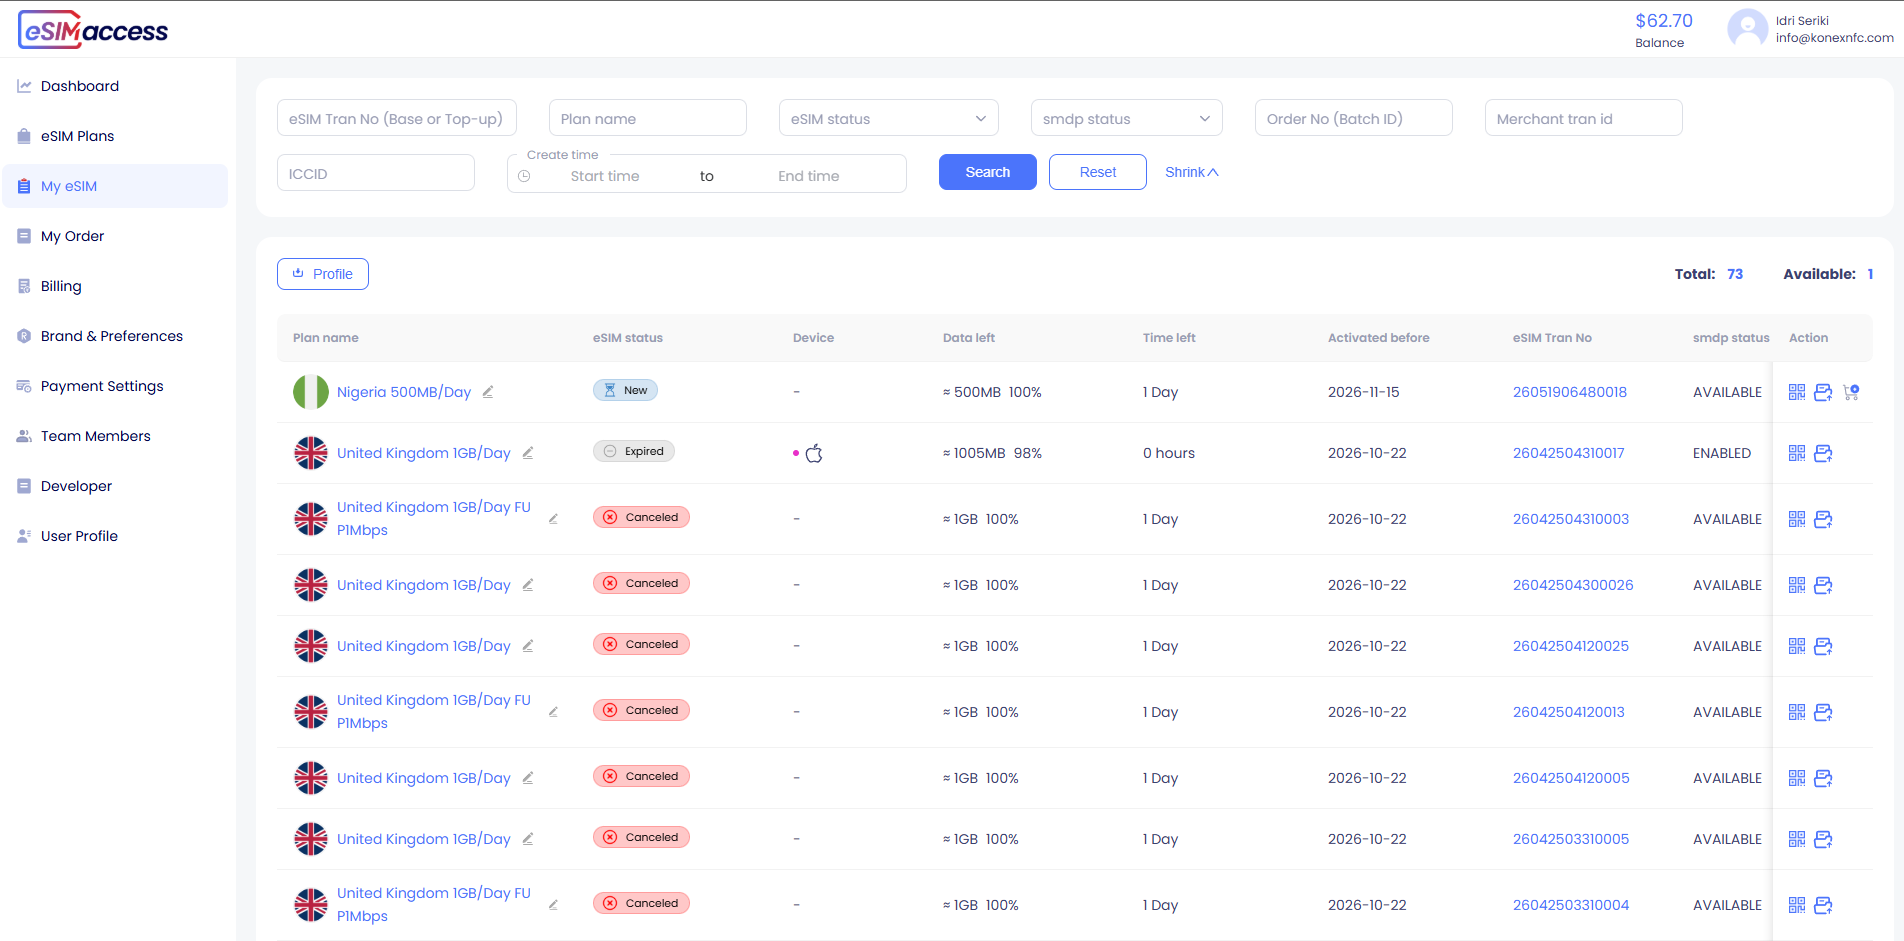 eSIMaccess
$62.70
Balance
Idri Seriki
info@konexnfc.com
Dashboard
eSIM Plans
My eSIM
My Order
Billing
Brand & Preferences
Payment Settings
Team Members
Developer
User Profile
eSIM Tran No (Base or Top-up)
Plan name
eSIM status
smdp status
Order No (Batch ID)
Merchant tran id
ICCID
Create time
Start time to End time
Search
Reset
Shrink
Profile
Total: 73 Available: 1
Plan name eSIM status Device Data left Time left Activated before eSIM Tran No smdp status Action
Nigeria 500MB/Day New - ≈ 500MB 100% 1 Day 2026-11-15 26051906480018 AVAILABLE
United Kingdom 1GB/Day Expired ≈ 1005MB 98% 0 hours 2026-10-22 26042504310017 ENABLED
United Kingdom 1GB/Day FU
P1Mbps
Canceled - ≈ 1GB 100% 1 Day 2026-10-22 26042504310003 AVAILABLE
United Kingdom 1GB/Day Canceled - ≈ 1GB 100% 1 Day 2026-10-22 26042504300026 AVAILABLE
United Kingdom 1GB/Day Canceled - ≈ 1GB 100% 1 Day 2026-10-22 26042504120025 AVAILABLE
United Kingdom 1GB/Day FU
P1Mbps
Canceled - ≈ 1GB 100% 1 Day 2026-10-22 26042504120013 AVAILABLE
United Kingdom 1GB/Day Canceled - ≈ 1GB 100% 1 Day 2026-10-22 26042504120005 AVAILABLE
United Kingdom 1GB/Day Canceled - ≈ 1GB 100% 1 Day 2026-10-22 26042503310005 AVAILABLE
United Kingdom 1GB/Day FU
P1Mbps
Canceled - ≈ 1GB 100% 1 Day 2026-10-22 26042503310004 AVAILABLE